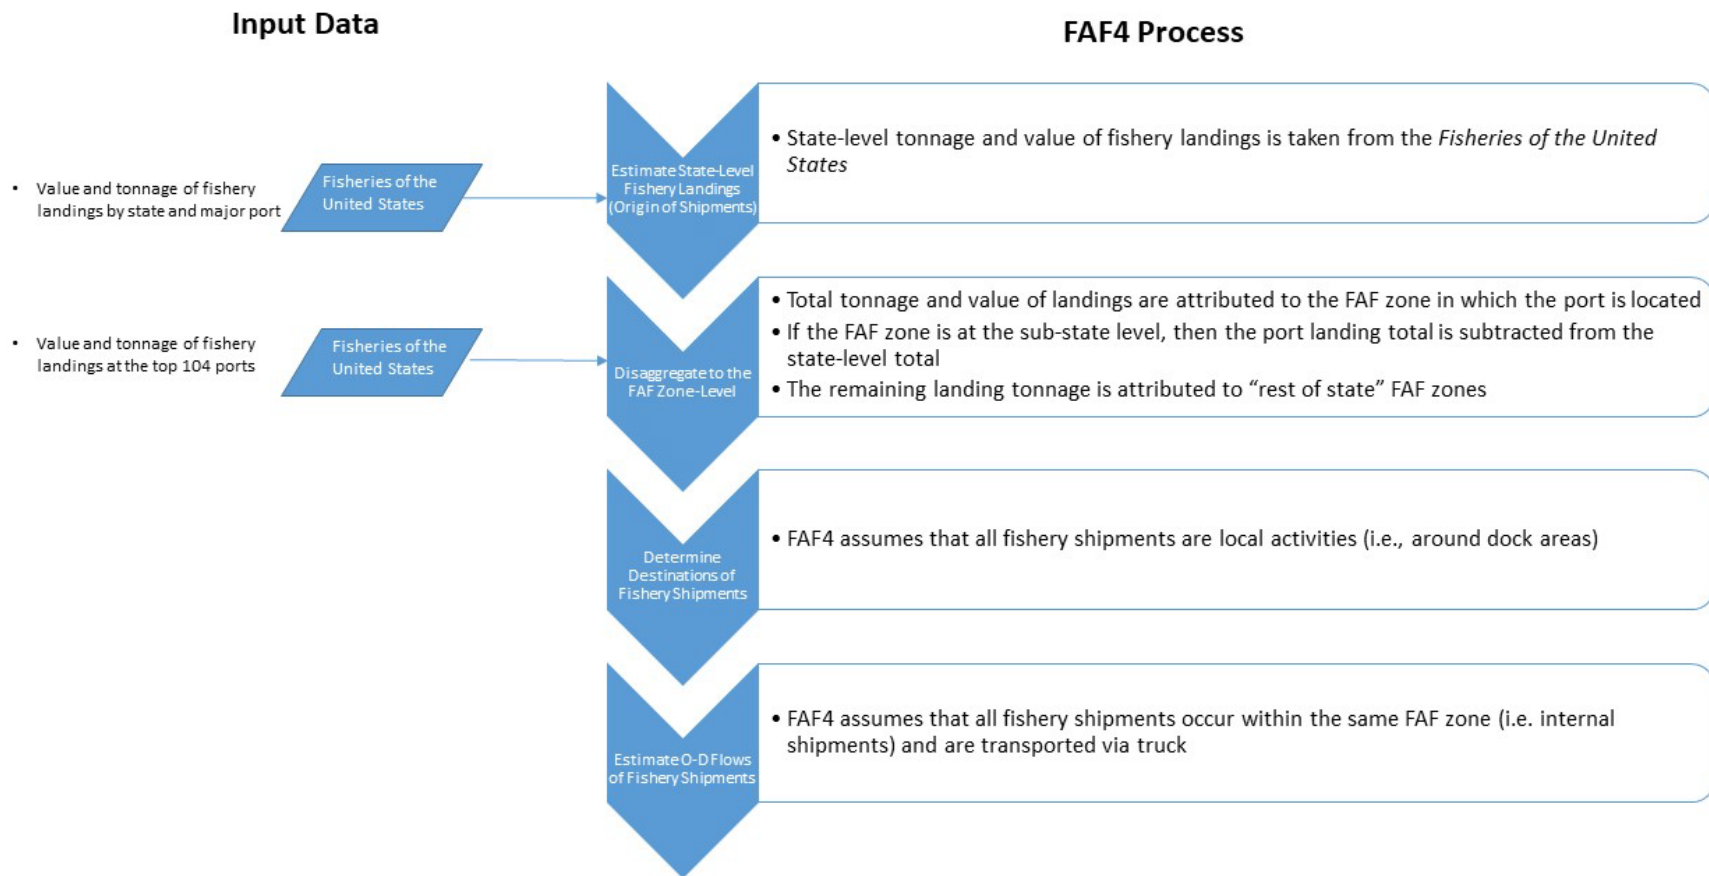 Input Data
FAF4 Process
• Value and tonnage of fishery
landings by state and major port
Fisheries of the
United States
Estimate State-Level
Fishery Landings
(Origin of Shipments)
• State-level tonnage and value of fishery landings is taken from the Fisheries of the United
States
• Value and tonnage of fishery
landings at the top 104 ports
Fisheries of the
United States
Disaggregate to the
FAF Zone-Level
• Total tonnage and value of landings are attributed to the FAF zone in which the port is located
• If the FAF zone is at the sub-state level, then the port landing total is subtracted from the
state-level total
• The remaining landing tonnage is attributed to “rest of state” FAF zones
Determine
Destinations of
Fishery Shipments
• FAF4 assumes that all fishery shipments are local activities (i.e., around dock areas)
Estimate O-D Flows
of Fishery Shipments
• FAF4 assumes that all fishery shipments occur within the same FAF zone (i.e. internal
shipments) and are transported via truck